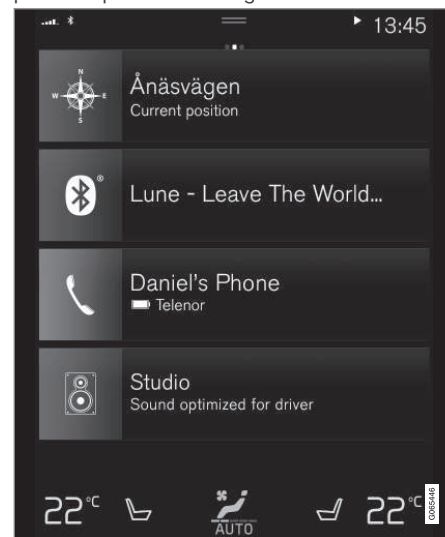 13:45
N
W E
S
Ånäsvägen
Current position
Lune - Leave The World...
Daniel's Phone
Telenor
Studio
Sound optimized for driver
22°C
AUTO
22°C
G065446